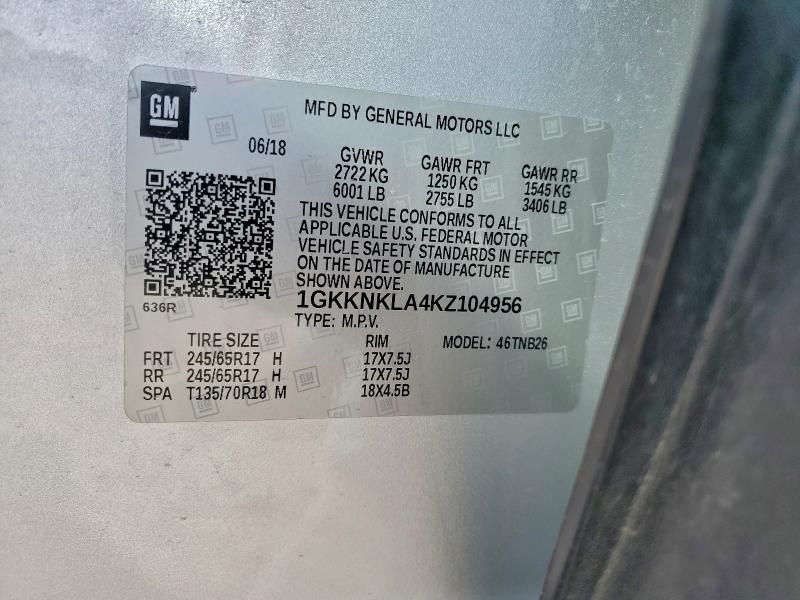 GM
MFD BY GENERAL MOTORS LLC
06/18
GVWR GAWR FRT GAWR RR
2722 KG 1250 KG 1545 KG
6001 LB 2755 LB 3406 LB
THIS VEHICLE CONFORMS TO ALL
APPLICABLE U.S. FEDERAL MOTOR
VEHICLE SAFETY STANDARDS IN EFFECT
ON THE DATE OF MANUFACTURE
SHOWN ABOVE.
636R
1GKKNKLA4KZ104956
TYPE: M.P.V.
TIRE SIZE RIM MODEL: 46TNB26
FRT 245/65R17 H 17X7.5J
RR 245/65R17 H 17X7.5J
SPA T135/70R18 M 18X4.5B